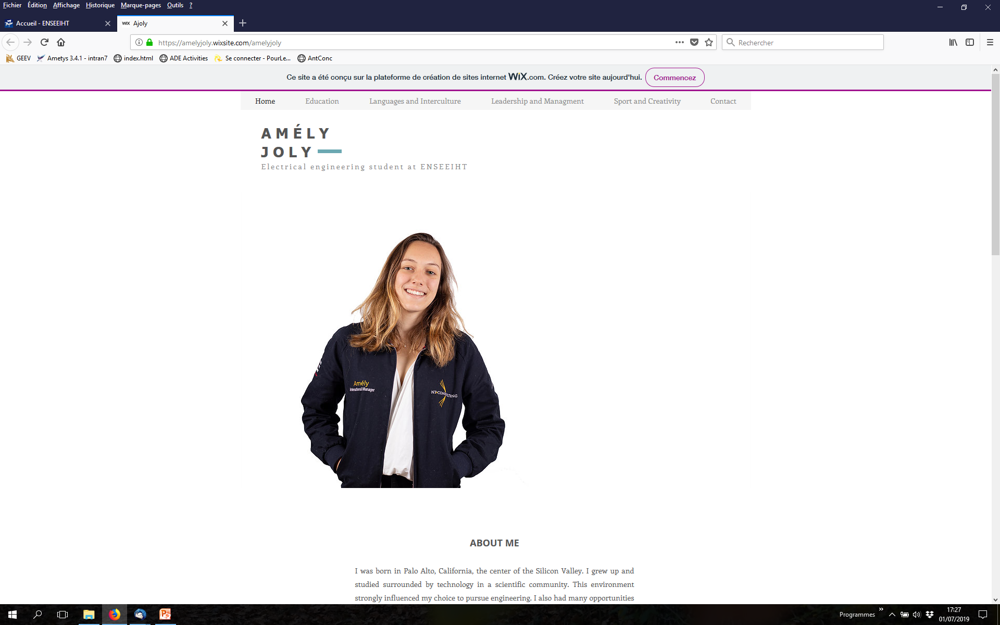 Fichier Édition Affichage Historique Marque-pages Outils ?
Accueil - ENSEEIHT
WIX Ajoly
https://amelyjoly.wixsite.com/amelyjoly
Rechercher
GEEV Ametys 3.4.1 - intran7 index.html ADE Activities Se connecter - PourLe... AntConc
Ce site a été conçu sur la plateforme de création de sites internet WiX.com. Créez votre site aujourd'hui. Commencez
Home Education Languages and Interculture Leadership and Managment Sport and Creativity Contact
AMÉLY
JOLY
Electrical engineering student at ENSEEIHT
Amély
International Manager
ABOUT ME
I was born in Palo Alto, California, the center of the Silicon Valley. I grew up and
studied surrounded by technology in a scientific community. This environment
strongly influenced my choice to pursue engineering. I also had many opportunities
Programmes
17:27
01/07/2019